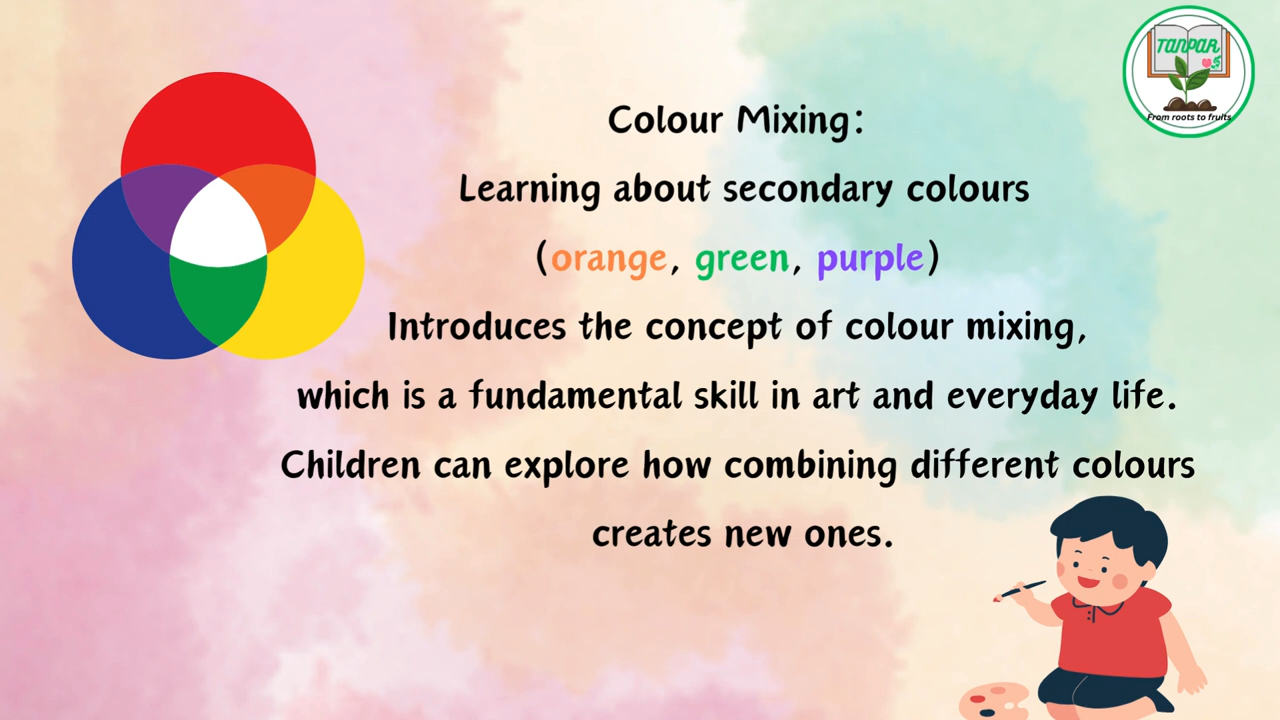 TANPAR
From roots to fruits
Colour Mixing:
Learning about secondary colours
(orange, green, purple)
Introduces the concept of colour mixing,
which is a fundamental skill in art and everyday life.
Children can explore how combining different colours
creates new ones.